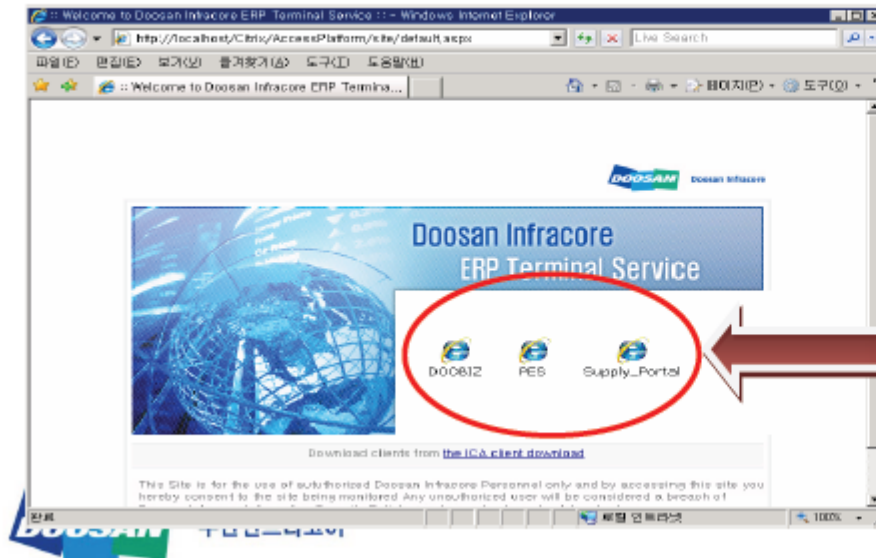 :: Welcome to Doosan Infracore ERP Terminal Service :: - Windows Internet Explorer
http://localhost/Citrix/AccessPlatform/site/default.aspx
Live Search
파일(F) 편집(E) 보기(V) 즐겨찾기(A) 도구(T) 도움말(H)
:: Welcome to Doosan Infracore ERP Termina...
페이지(P) 도구(O)
DOOSAN Doosan Infracore
Doosan Infracore
ERP Terminal Service
DOOBIZ PES Supply_Portal
Download clients from the ICA client download
This Site is for the use of aututhorized Doosan Infracore Personnel only and by accessing this site you
hereby consent to the site being monitored Any unauthorized user will be considered a breach of
완료 로컬 인트라넷 100%
DOOSAN